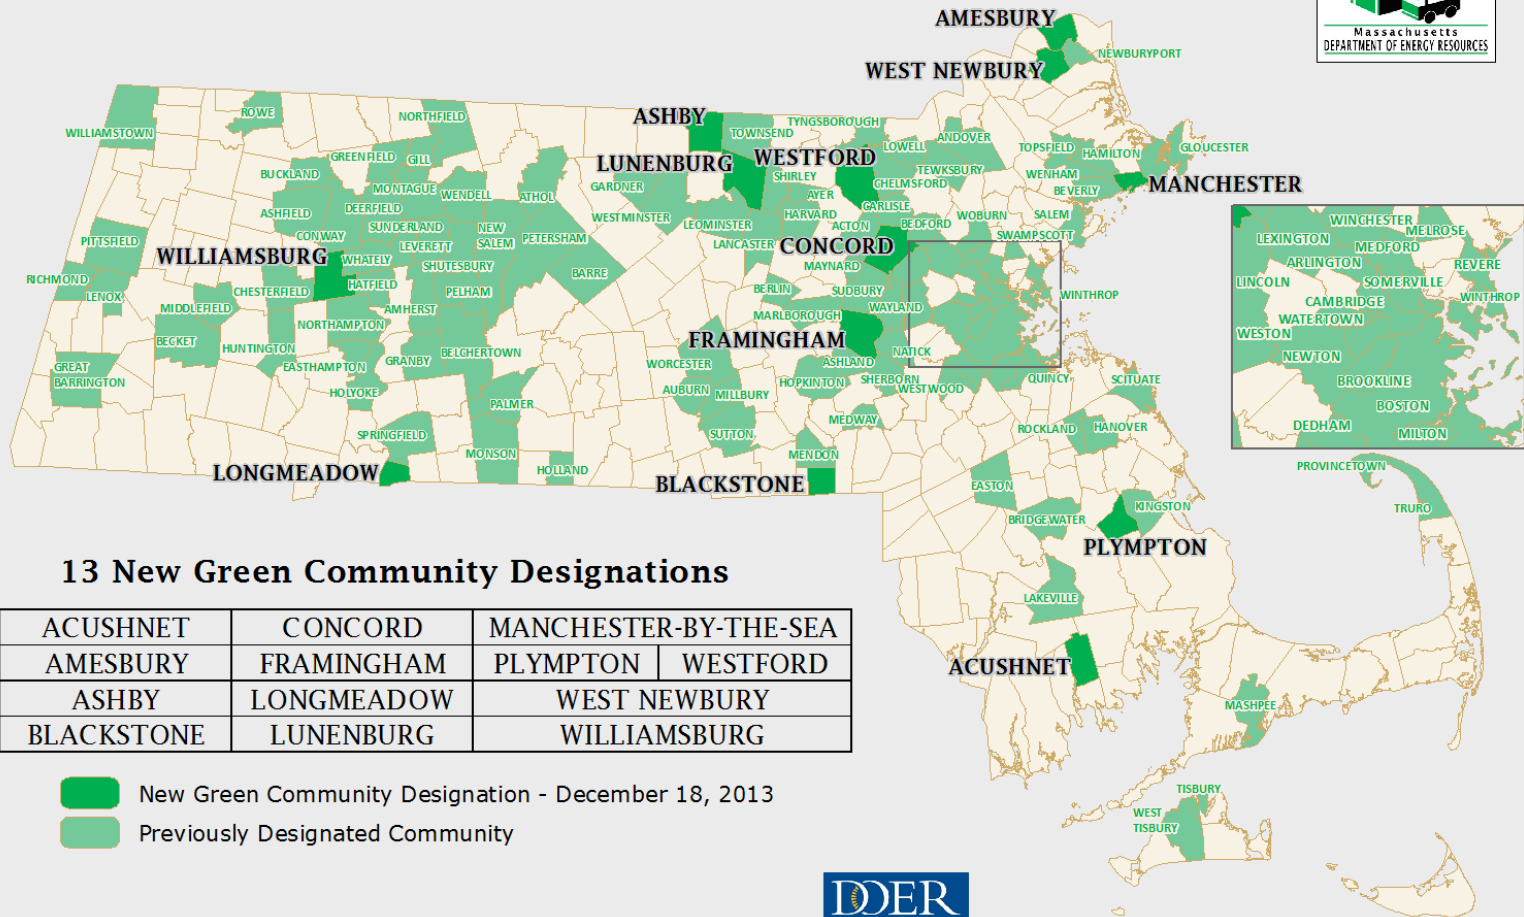 Massachusetts
DEPARTMENT OF ENERGY RESOURCES
AMESBURY
NEWBURYPORT
WEST NEWBURY
ROWE
NORTHFIELD
ASHBY
TYNGSBOROUGH
WILLIAMSTOWN
TOWNSEND
ANDOVER
LOWELL
TOPSFIELD
HAMILTON
GLOUCESTER
GREENFIELD
GILL
LUNENBURG
WESTFORD
BUCKLAND
SHIRLEY
TEWKSBURY
WENHAM
CHELMSFORD
MANCHESTER
MONTAGUE
WENDELL
ATHOL
GARDNER
AYER
BEVERLY
ASHFIELD
DEERFIELD
WESTMINSTER
HARVARD
CARLISLE
WOBURN
SALEM
SUNDERLAND
NEW
SALEM
LEOMINSTER
ACTON
BEDFORD
SWAMPSCOTT
PITTSFIELD
CONWAY
LEVERETT
PETERSHAM
LANCASTER
CONCORD
WILLIAMSBURG
WHATELY
SHUTESBURY
BARRE
MAYNARD
RICHMOND
LENOX
CHESTERFIELD
HATFIELD
PELHAM
BERLIN
SUDBURY
WINTHROP
MIDDLEFIELD
AMHERST
MARLBOROUGH
WAYLAND
NORTHAMPTON
BECKET
HUNTINGTON
FRAMINGHAM
NATICK
GREAT
BARRINGTON
EASTHAMPTON
GRANBY
BELCHERTOWN
WORCESTER
ASHLAND
HOLYOKE
AUBURN
MILLBURY
HOPKINTON
SHERBORN
WESTWOOD
QUINCY
SCITUATE
PALMER
MEDWAY
SPRINGFIELD
SUTTON
ROCKLAND
HANOVER
MONSON
MENDON
LONGMEADOW
HOLLAND
BLACKSTONE
EASTON
BRIDGEWATER
KINGSTON
PLYMPTON
LAKEVILLE
ACUSHNET
MASHPEE
TISBURY
WEST
TISBURY
PROVINCETOWN
TRURO
WINCHESTER
MELROSE
LEXINGTON
MEDFORD
ARLINGTON
REVERE
LINCOLN
SOMERVILLE
CAMBRIDGE
WINTHROP
WATERTOWN
WESTON
NEWTON
BROOKLINE
BOSTON
DEDHAM
MILTON
13 New Green Community Designations
ACUSHNET CONCORD MANCHESTER-BY-THE-SEA
AMESBURY FRAMINGHAM PLYMPTON WESTFORD
ASHBY LONGMEADOW WEST NEWBURY
BLACKSTONE LUNENBURG WILLIAMSBURG
New Green Community Designation - December 18, 2013
Previously Designated Community
DOER